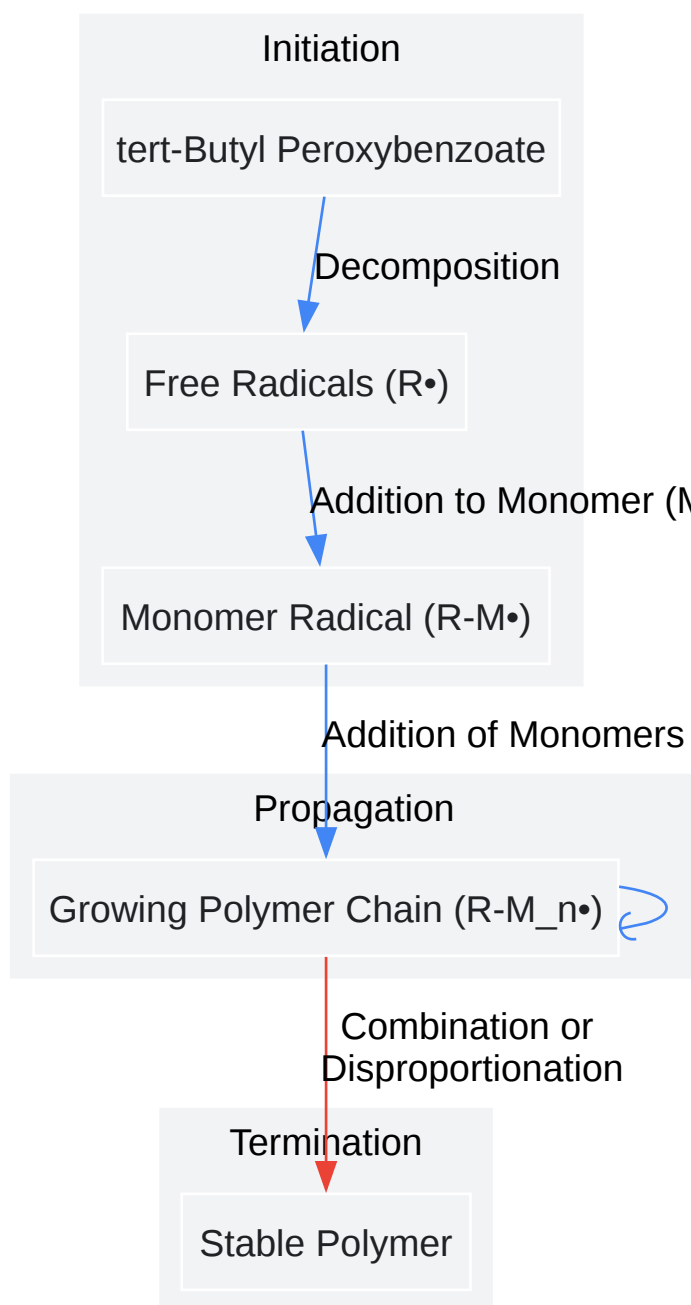 Initiation
tert-Butyl Peroxybenzoate
Decomposition
Free Radicals (R•)
Addition to Monomer (M
Monomer Radical (R-M•)
Addition of Monomers
Propagation
Growing Polymer Chain (R-M_n•)
Combination or
Disproportionation
Termination
Stable Polymer